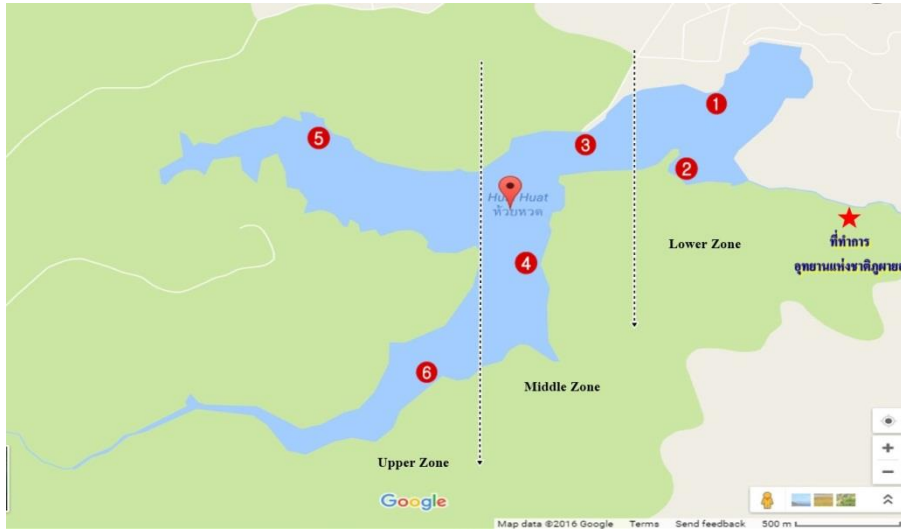 1
5
3
2
Huai Huat
ห้วยหวด
Lower Zone
ที่ทำการ
4
6
Middle Zone
Upper Zone
Google
Map data ©2016 Google Terms Send feedback 500 m